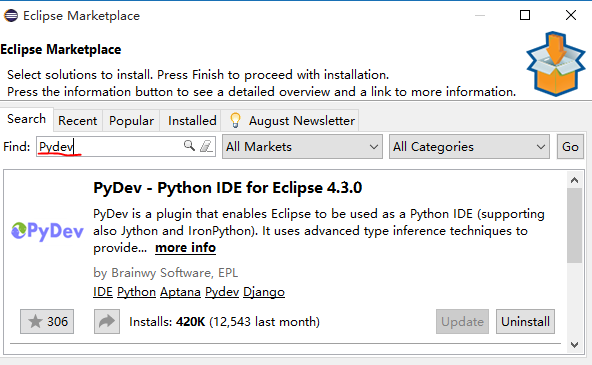 Eclipse Marketplace
Eclipse Marketplace
Select solutions to install. Press Finish to proceed with installation.
Press the information button to see a detailed overview and a link to more information.
Search Recent Popular Installed August Newsletter
Find: Pydev All Markets All Categories Go
PyDev - Python IDE for Eclipse 4.3.0
PyDev
PyDev is a plugin that enables Eclipse to be used as a Python IDE (supporting
also Jython and IronPython). It uses advanced type inference techniques to
provide... more info
by Brainwy Software, EPL
IDE Python Aptana Pydev Django
306 Installs: 420K (12,543 last month) Update Uninstall